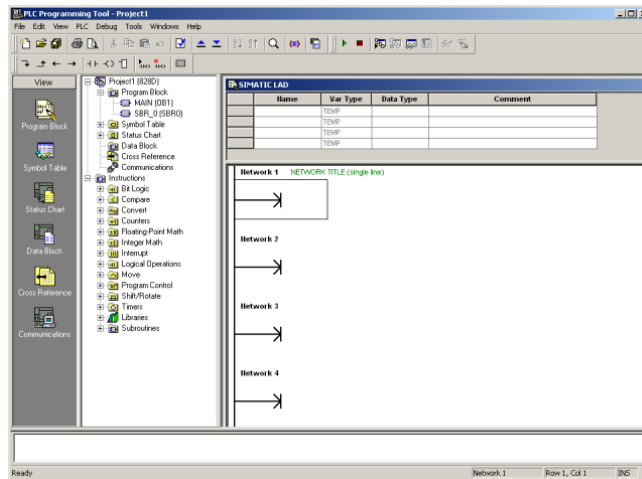 PLC Programming Tool - Project1
File Edit View PLC Debug Tools Windows Help
View
Program Block
Symbol Table
Status Chart
Data Block
Cross Reference
Communications
Project1 (828D)
Program Block
MAIN (OB1)
SBR_0 (SBR0)
Symbol Table
Status Chart
Data Block
Cross Reference
Communications
Instructions
Bit Logic
Compare
Convert
Counters
Floating-Point Math
Integer Math
Interrupt
Logical Operations
Move
Program Control
Shift/Rotate
Timers
Libraries
Subroutines
SIMATIC LAD
Name Var Type Data Type Comment
TEMP
TEMP
TEMP
TEMP
Network 1 NETWORK TITLE (single line)
Network 2
Network 3
Network 4
Ready Network 1 Row 1, Col 1 INS